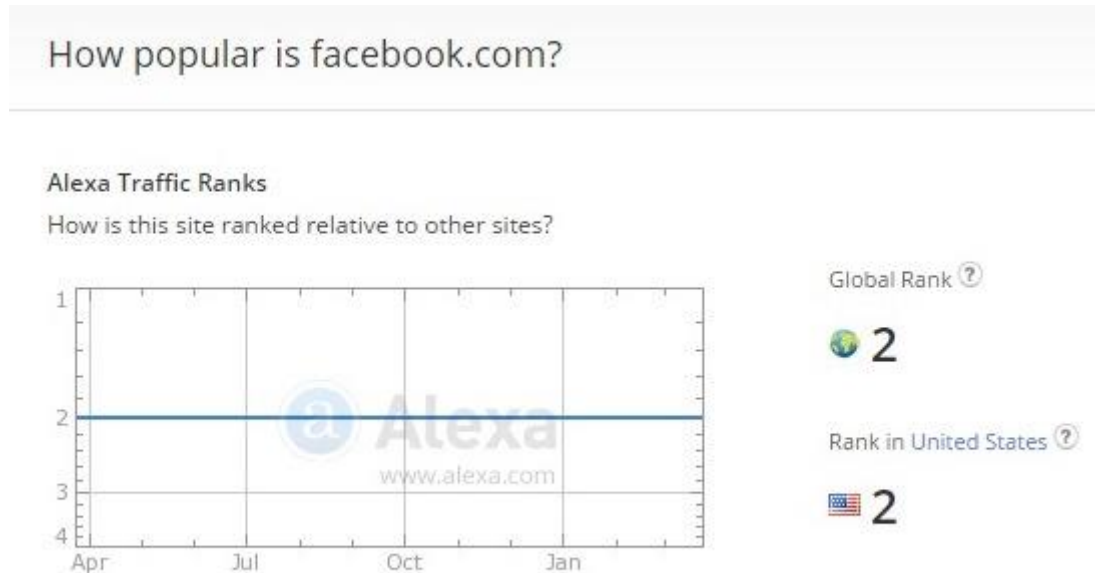 How popular is facebook.com?
Alexa Traffic Ranks
How is this site ranked relative to other sites?
Global Rank ?
2
Rank in United States ?
2
1
2
3
4
Apr Jul Oct Jan
a Alexa
www.alexa.com